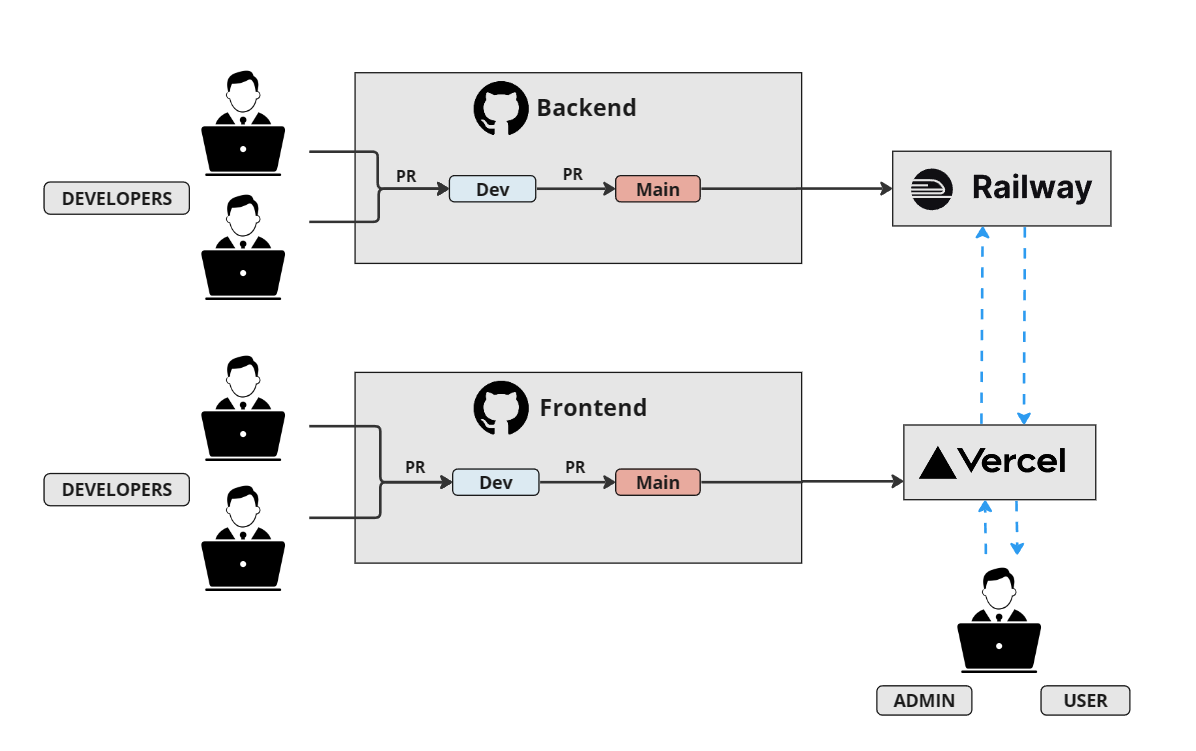 Backend
DEVELOPERS
PR
Dev
PR
Main
Railway
Frontend
DEVELOPERS
PR
Dev
PR
Main
Vercel
ADMIN
USER